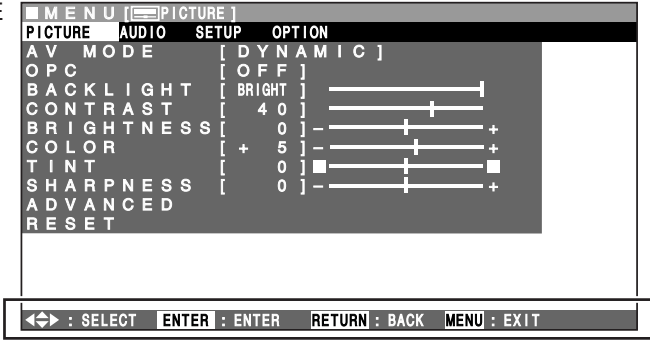 E
■MENU [PICTURE]
PICTURE AUDIO SETUP OPTION
AV MODE [DYNAMIC]
OPC [OFF]
BACKLIGHT [BRIGHT]
CONTRAST [ 40]
BRIGHTNESS [ 0] - +
COLOR [+ 5] - +
TINT [ 0]
SHARPNESS [ 0] - +
ADVANCED
RESET
: SELECT ENTER : ENTER RETURN : BACK MENU : EXIT